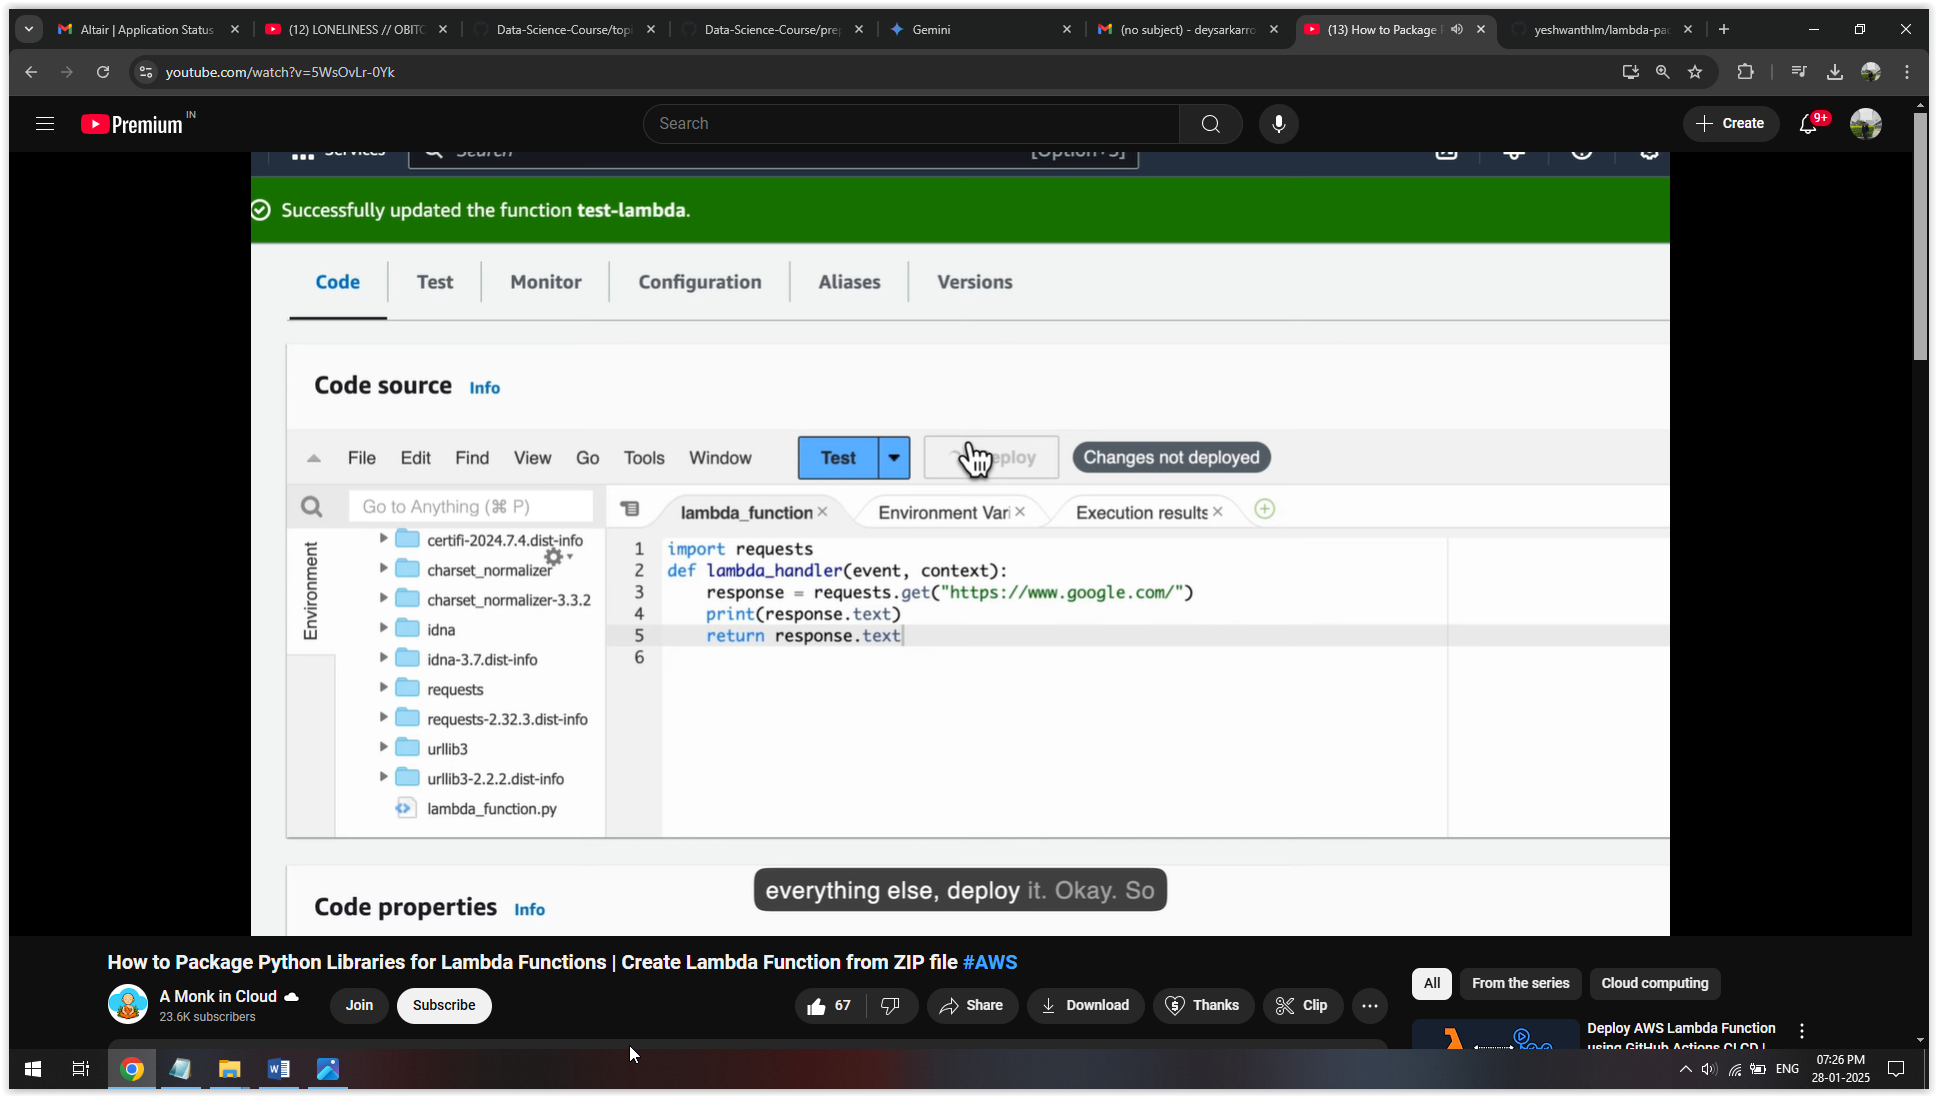 Altair | Application Status
(12) LONELINESS // OBITO
Data-Science-Course/topi
Data-Science-Course/prep
Gemini
(no subject) - deysarkarro
(13) How to Package P
yeshwanthlm/lambda-pac
youtube.com/watch?v=5WsOvLr-0Yk
Premium IN
Search
Create
9+
Services
Search
[Option+S]
Successfully updated the function test-lambda.
Code
Test
Monitor
Configuration
Aliases
Versions
Code source Info
File Edit Find View Go Tools Window
Test
Deploy
Changes not deployed
Go to Anything (⌘ P)
lambda_function
Environment Vari
Execution results
Environment
certifi-2024.7.4.dist-info
charset_normalizer
charset_normalizer-3.3.2
idna
idna-3.7.dist-info
requests
requests-2.32.3.dist-info
urllib3
urllib3-2.2.2.dist-info
lambda_function.py
1 import requests
2 def lambda_handler(event, context):
3 response = requests.get("https://www.google.com/")
4 print(response.text)
5 return response.text
6
Code properties Info
everything else, deploy it. Okay. So
How to Package Python Libraries for Lambda Functions | Create Lambda Function from ZIP file #AWS
A Monk in Cloud
23.6K subscribers
Join
Subscribe
67
Share
Download
Thanks
Clip
All
From the series
Cloud computing
Deploy AWS Lambda Function
using GitHub Actions CI CD |
W
ENG
07:26 PM
28-01-2025